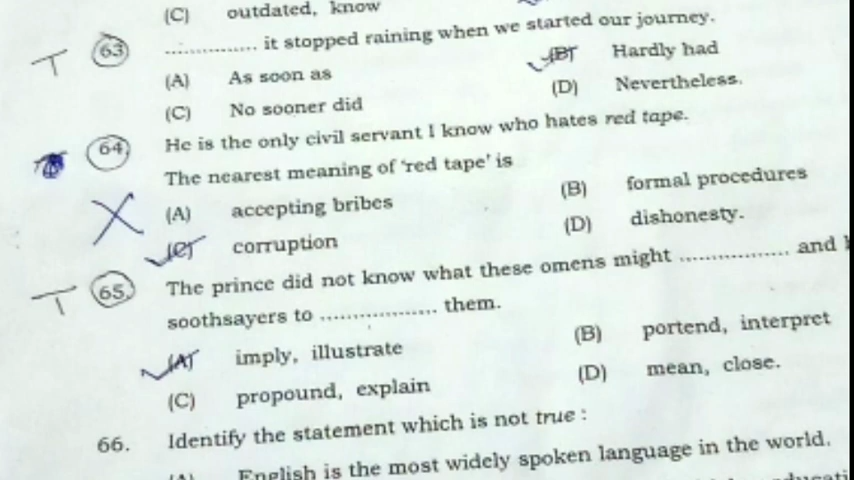 (C) outdated, know
63 ............... it stopped raining when we started our journey.
(A) As soon as (B) Hardly had
(C) No sooner did (D) Nevertheless.
64 He is the only civil servant I know who hates red tape.
The nearest meaning of 'red tape' is
(A) accepting bribes (B) formal procedures
(C) corruption (D) dishonesty.
65. The prince did not know what these omens might .................. and
soothsayers to ................... them.
(A) imply, illustrate (B) portend, interpret
(C) propound, explain (D) mean, close.
66. Identify the statement which is not true :
(A) English is the most widely spoken language in the world.